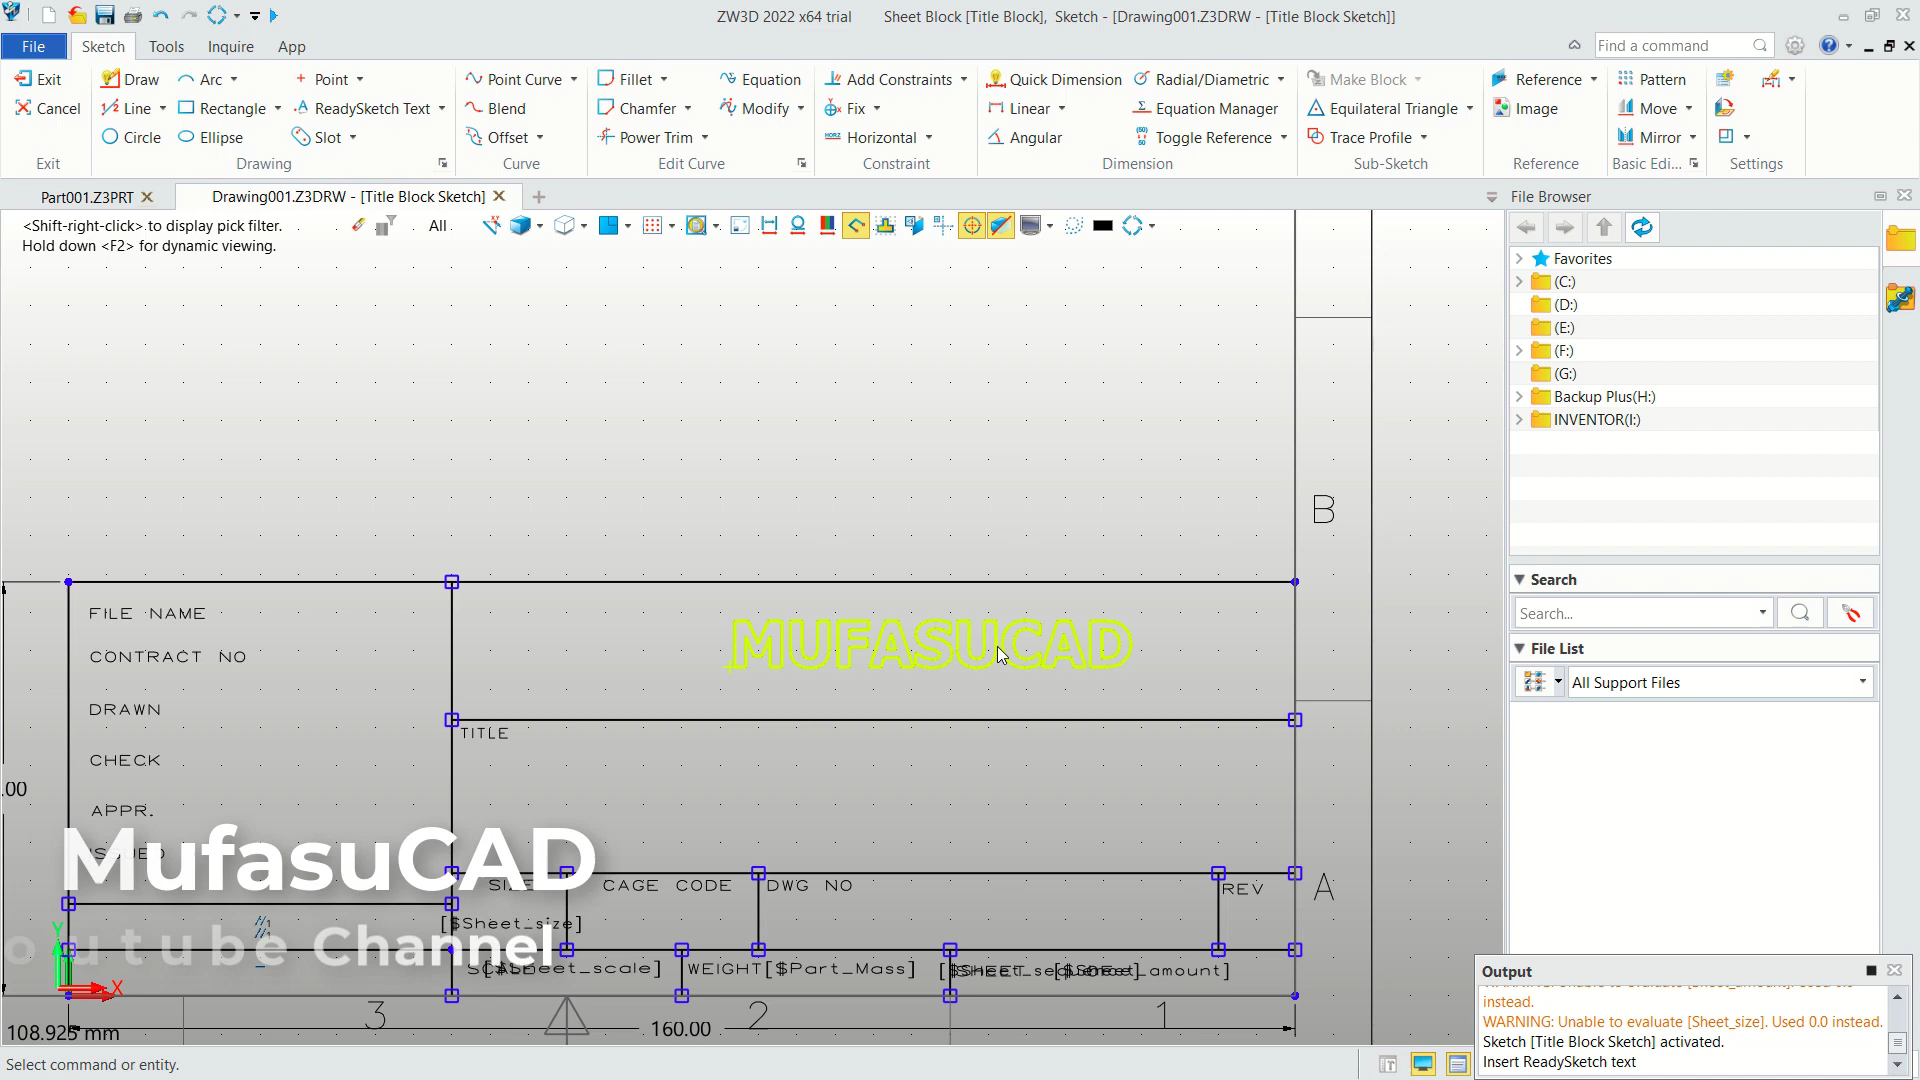 ZW3D 2022 x64 trial
Sheet Block [Title Block], Sketch - [Drawing001.Z3DRW - [Title Block Sketch]]
File
Sketch
Tools
Inquire
App
Find a command
Exit
Draw
Arc
Point
Point Curve
Fillet
Equation
Add Constraints
Quick Dimension
Radial/Diametric
Make Block
Reference
Pattern
Cancel
Line
Rectangle
ReadySketch Text
Blend
Chamfer
Modify
Fix
Linear
Equation Manager
Equilateral Triangle
Image
Move
Circle
Ellipse
Slot
Offset
Power Trim
Horizontal
Angular
Toggle Reference
Trace Profile
Mirror
Exit
Drawing
Curve
Edit Curve
Constraint
Dimension
Sub-Sketch
Reference
Basic Edi...
Settings
Part001.Z3PRT
Drawing001.Z3DRW - [Title Block Sketch]
File Browser
<Shift-right-click> to display pick filter.
Hold down <F2> for dynamic viewing.
All
Favorites
(C:)
(D:)
(E:)
(F:)
(G:)
Backup Plus(H:)
INVENTOR(I:)
Search
Search...
File List
All Support Files
B
FILE NAME
MUFASUCAD
CONTRACT NO
DRAWN
TITLE
CHECK
.00
APPR.
ISSUED
MufasuCAD
SIZE
CAGE CODE
DWG NO
REV
A
[$Sheet_size]
outube Channel
SCALE
WEIGHT[$Part_Mass]
Y
X
3
2
1
160.00
108.925 mm
Output
instead.
WARNING: Unable to evaluate [Sheet_size]. Used 0.0 instead.
Sketch [Title Block Sketch] activated.
Insert ReadySketch text
Select command or entity.